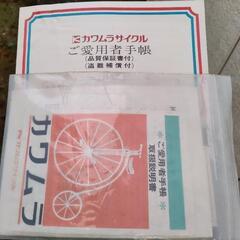 カワムラサイクル
ご愛用者手帳
(品質保証書付)
(盗難補償付)
カワムラ
＊ご愛用者手帳＊
取扱説明書